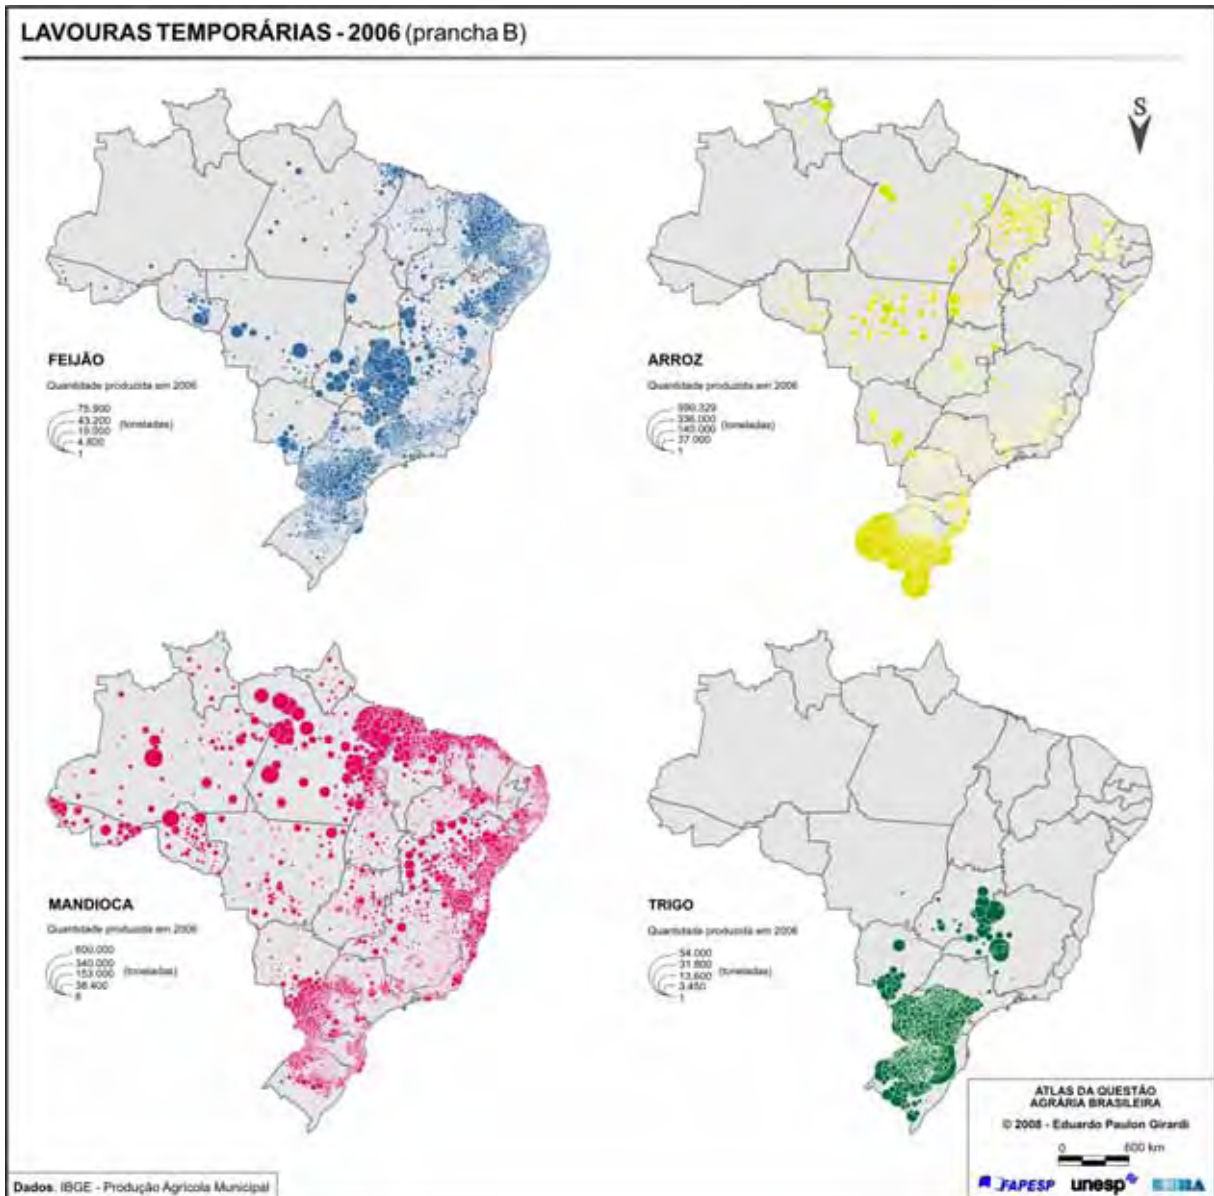 LAVOURAS TEMPORÁRIAS - 2006 (prancha B)
S
FEIJÃO
Quantidade produzida em 2006
75.900
43.200
19.000
4.800
1
(toneladas)
ARROZ
Quantidade produzida em 2006
590.329
336.000
140.000
37.000
1
(toneladas)
MANDIOCA
Quantidade produzida em 2006
600.000
340.000
153.000
38.400
(toneladas)
TRIGO
Quantidade produzida em 2006
54.000
31.800
13.600
3.450
1
(toneladas)
ATLAS DA QUESTÃO
AGRÁRIA BRASILEIRA
© 2008 - Eduardo Paulon Girardi
0 600 km
FAPESP unesp
Dados: IBGE - Produção Agrícola Municipal